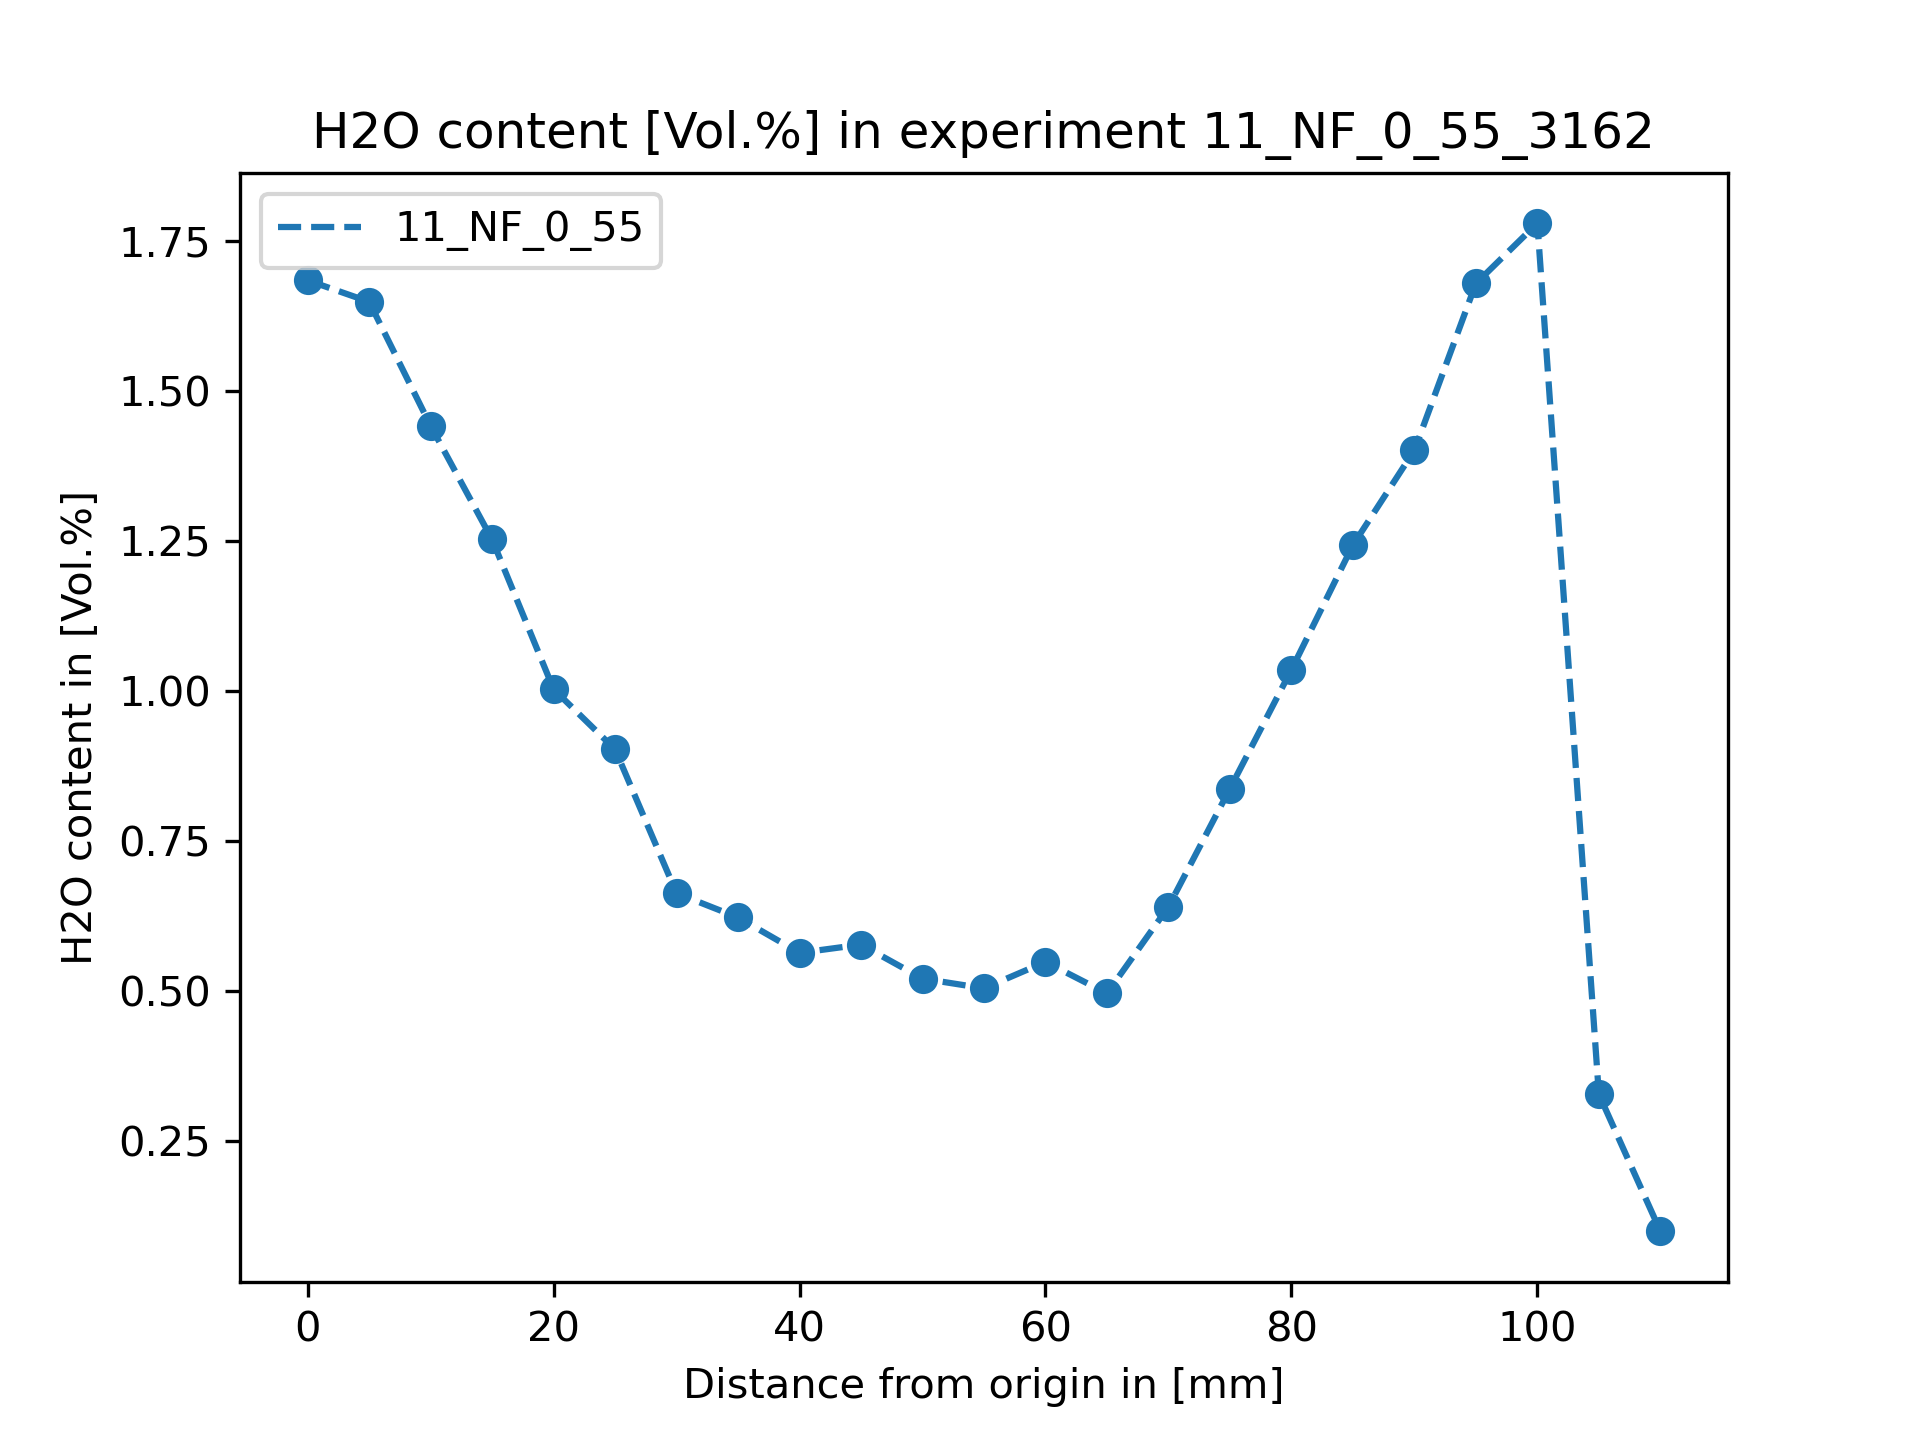 H2O content [Vol.%] in experiment 11_NF_0_55_3162
11_NF_0_55
H2O content in [Vol.%]
1.75
1.50
1.25
1.00
0.75
0.50
0.25
0 20 40 60 80 100
Distance from origin in [mm]